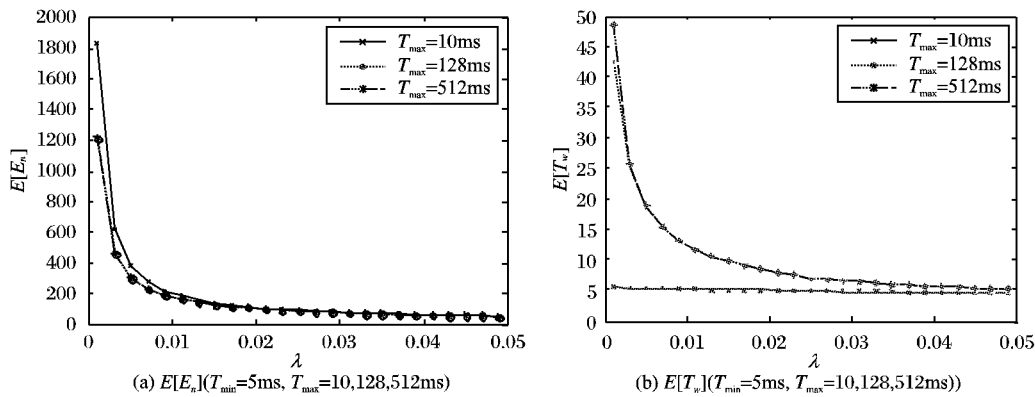 2000
1800
1600
1400
1200
1000
800
600
400
200
0
E[Eₙ]
0 0.01 0.02 0.03 0.04 0.05
λ
T_max=10ms
T_max=128ms
T_max=512ms
(a) E[Eₙ](T_min=5ms, T_max=10,128,512ms)
50
45
40
35
30
25
20
15
10
5
0
E[T_w]
0 0.01 0.02 0.03 0.04 0.05
λ
T_max=10ms
T_max=128ms
T_max=512ms
(b) E[T_w](T_min=5ms, T_max=10,128,512ms))